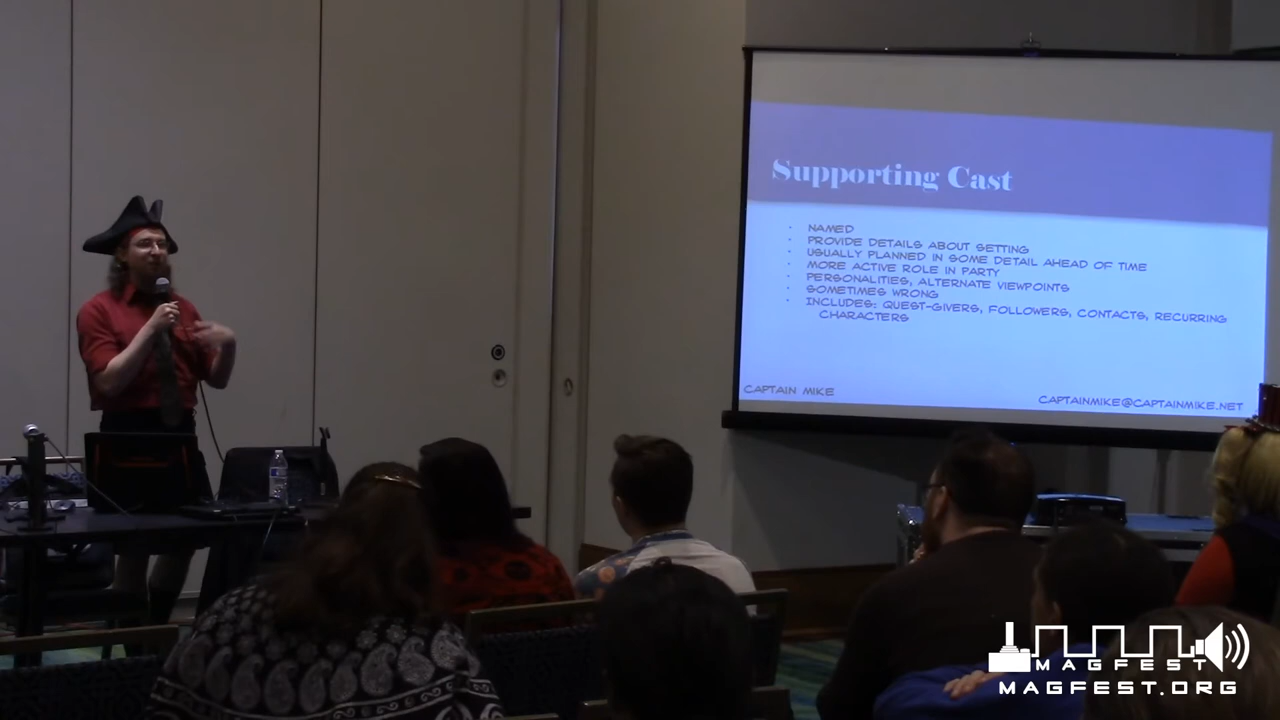 Supporting Cast
· NAMED
· PROVIDE DETAILS ABOUT SETTING
· USUALLY PLANNED IN SOME DETAIL AHEAD OF TIME
· MORE ACTIVE ROLE IN PARTY
· PERSONALITIES, ALTERNATE VIEWPOINTS
· SOMETIMES WRONG
· INCLUDES: QUEST-GIVERS, FOLLOWERS, CONTACTS, RECURRING
CHARACTERS
CAPTAIN MIKE
CAPTAINMIKE@CAPTAINMIKE.NET
MAGFEST
MAGFEST.ORG